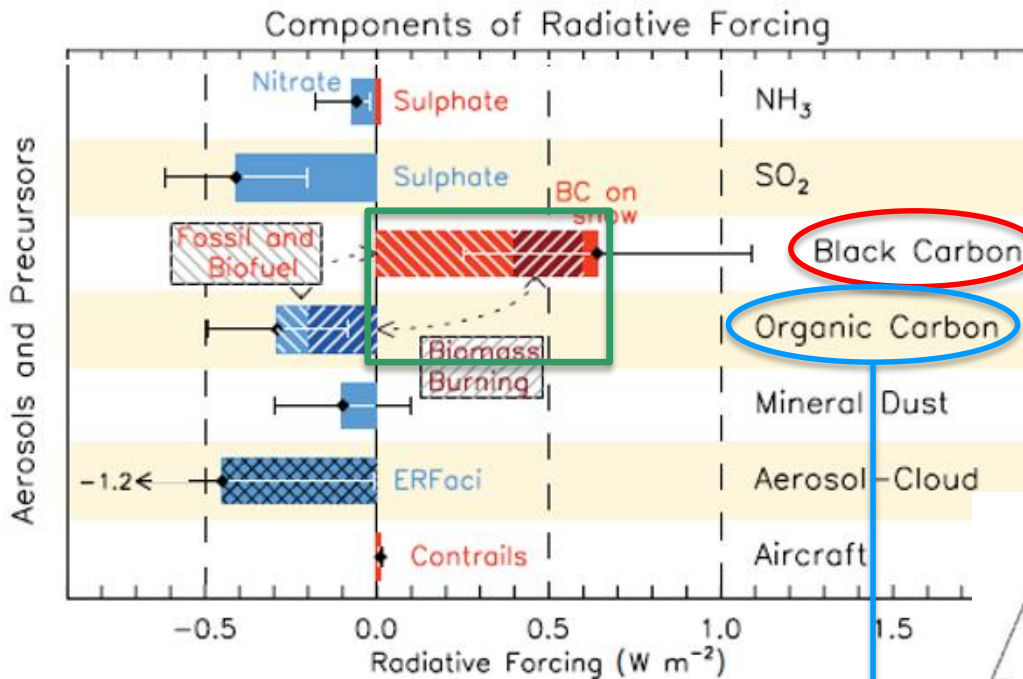 Components of Radiative Forcing
Aerosols and Precursors
Nitrate
Sulphate
NH3
Sulphate
SO2
BC on
snow
Fossil and
Biofuel
Black Carbon
Organic Carbon
Biomass
Burning
Mineral Dust
-1.2
ERFaci
Aerosol-Cloud
Contrails
Aircraft
-0.5 0.0 0.5 1.0 1.5
Radiative Forcing (W m-2)